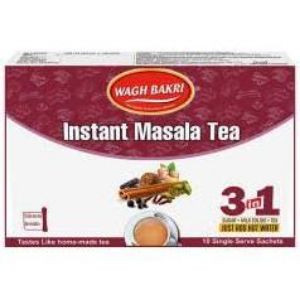 WAGH BAKRI
Instant Masala Tea
3 in 1
JUST ADD HOT WATER
Tastes Like home-made tea
10 Single Serve Sachets